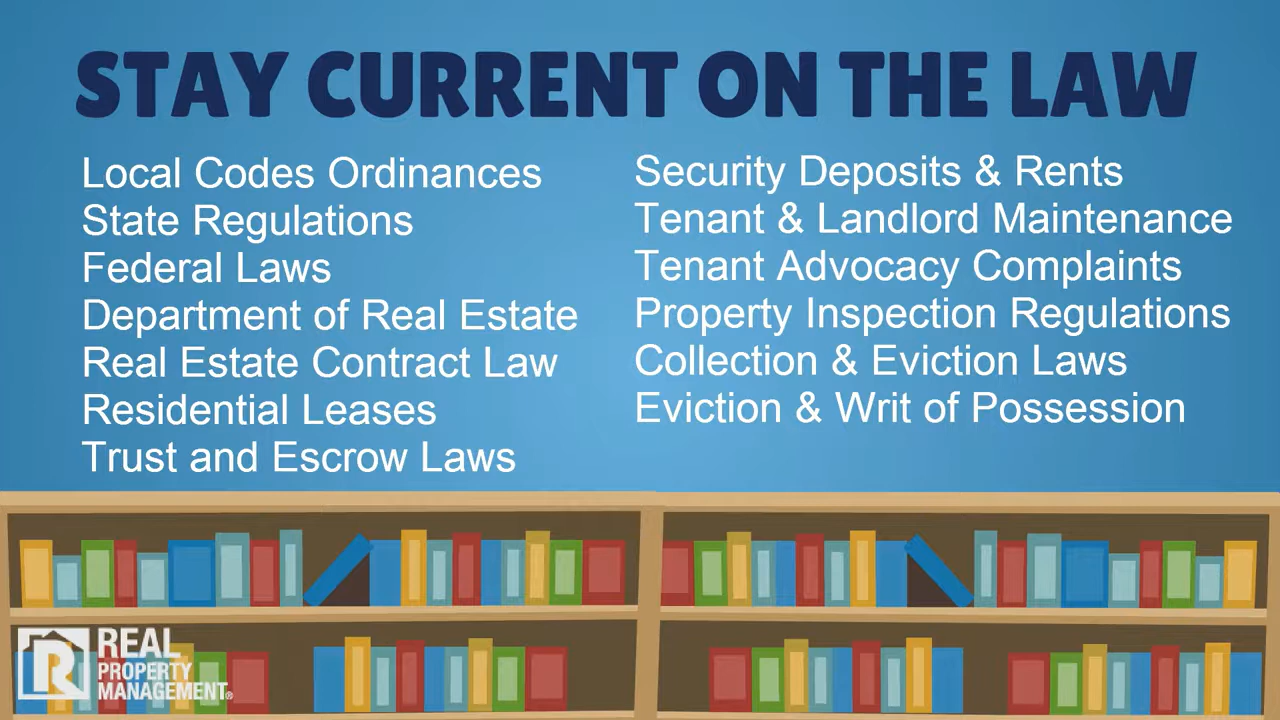 STAY CURRENT ON THE LAW
Local Codes Ordinances
State Regulations
Federal Laws
Department of Real Estate
Real Estate Contract Law
Residential Leases
Trust and Escrow Laws
Security Deposits & Rents
Tenant & Landlord Maintenance
Tenant Advocacy Complaints
Property Inspection Regulations
Collection & Eviction Laws
Eviction & Writ of Possession
REAL
PROPERTY
MANAGEMENT®